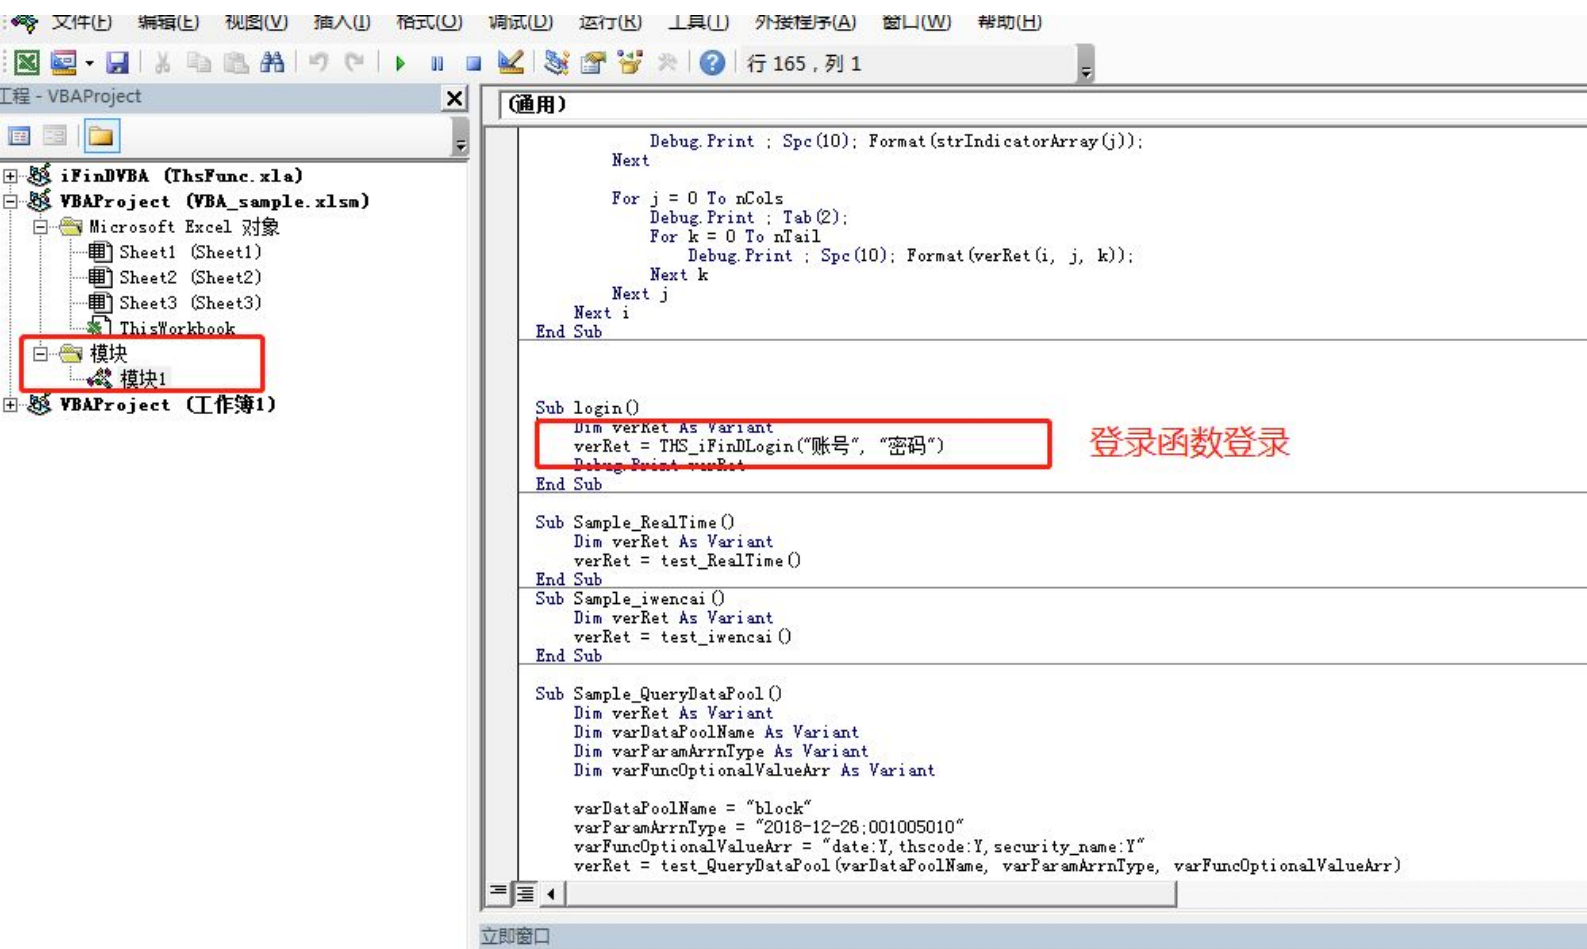 文件(F) 编辑(E) 视图(V) 插入(I) 格式(O) 调试(D) 运行(R) 工具(T) 外接程序(A) 窗口(W) 帮助(H)
行 165 , 列 1
工程 - VBAProject
iFinDVBA (ThsFunc.xla)
VBAProject (VBA_sample.xlsm)
Microsoft Excel 对象
Sheet1 (Sheet1)
Sheet2 (Sheet2)
Sheet3 (Sheet3)
ThisWorkbook
模块
模块1
VBAProject (工作簿1)
(通用)
Debug.Print ; Spc(10); Format(strIndicatorArray(j));
Next
For j = 0 To nCols
Debug.Print ; Tab(2);
For k = 0 To nTail
Debug.Print ; Spc(10); Format(verRet(i, j, k));
Next k
Next j
Next i
End Sub
Sub login()
Dim verRet As Variant
verRet = THS_iFinDLogin("账号", "密码")
Debug.Print verRet
End Sub
登录函数登录
Sub Sample_RealTime()
Dim verRet As Variant
verRet = test_RealTime()
End Sub
Sub Sample_iwencai()
Dim verRet As Variant
verRet = test_iwencai()
End Sub
Sub Sample_QueryDataPool()
Dim verRet As Variant
Dim varDataPoolName As Variant
Dim varParamArrnType As Variant
Dim varFuncOptionalValueArr As Variant
varDataPoolName = "block"
varParamArrnType = "2018-12-26;001005010"
varFuncOptionalValueArr = "date:Y,thscode:Y,security_name:Y"
verRet = test_QueryDataPool(varDataPoolName, varParamArrnType, varFuncOptionalValueArr)
立即窗口